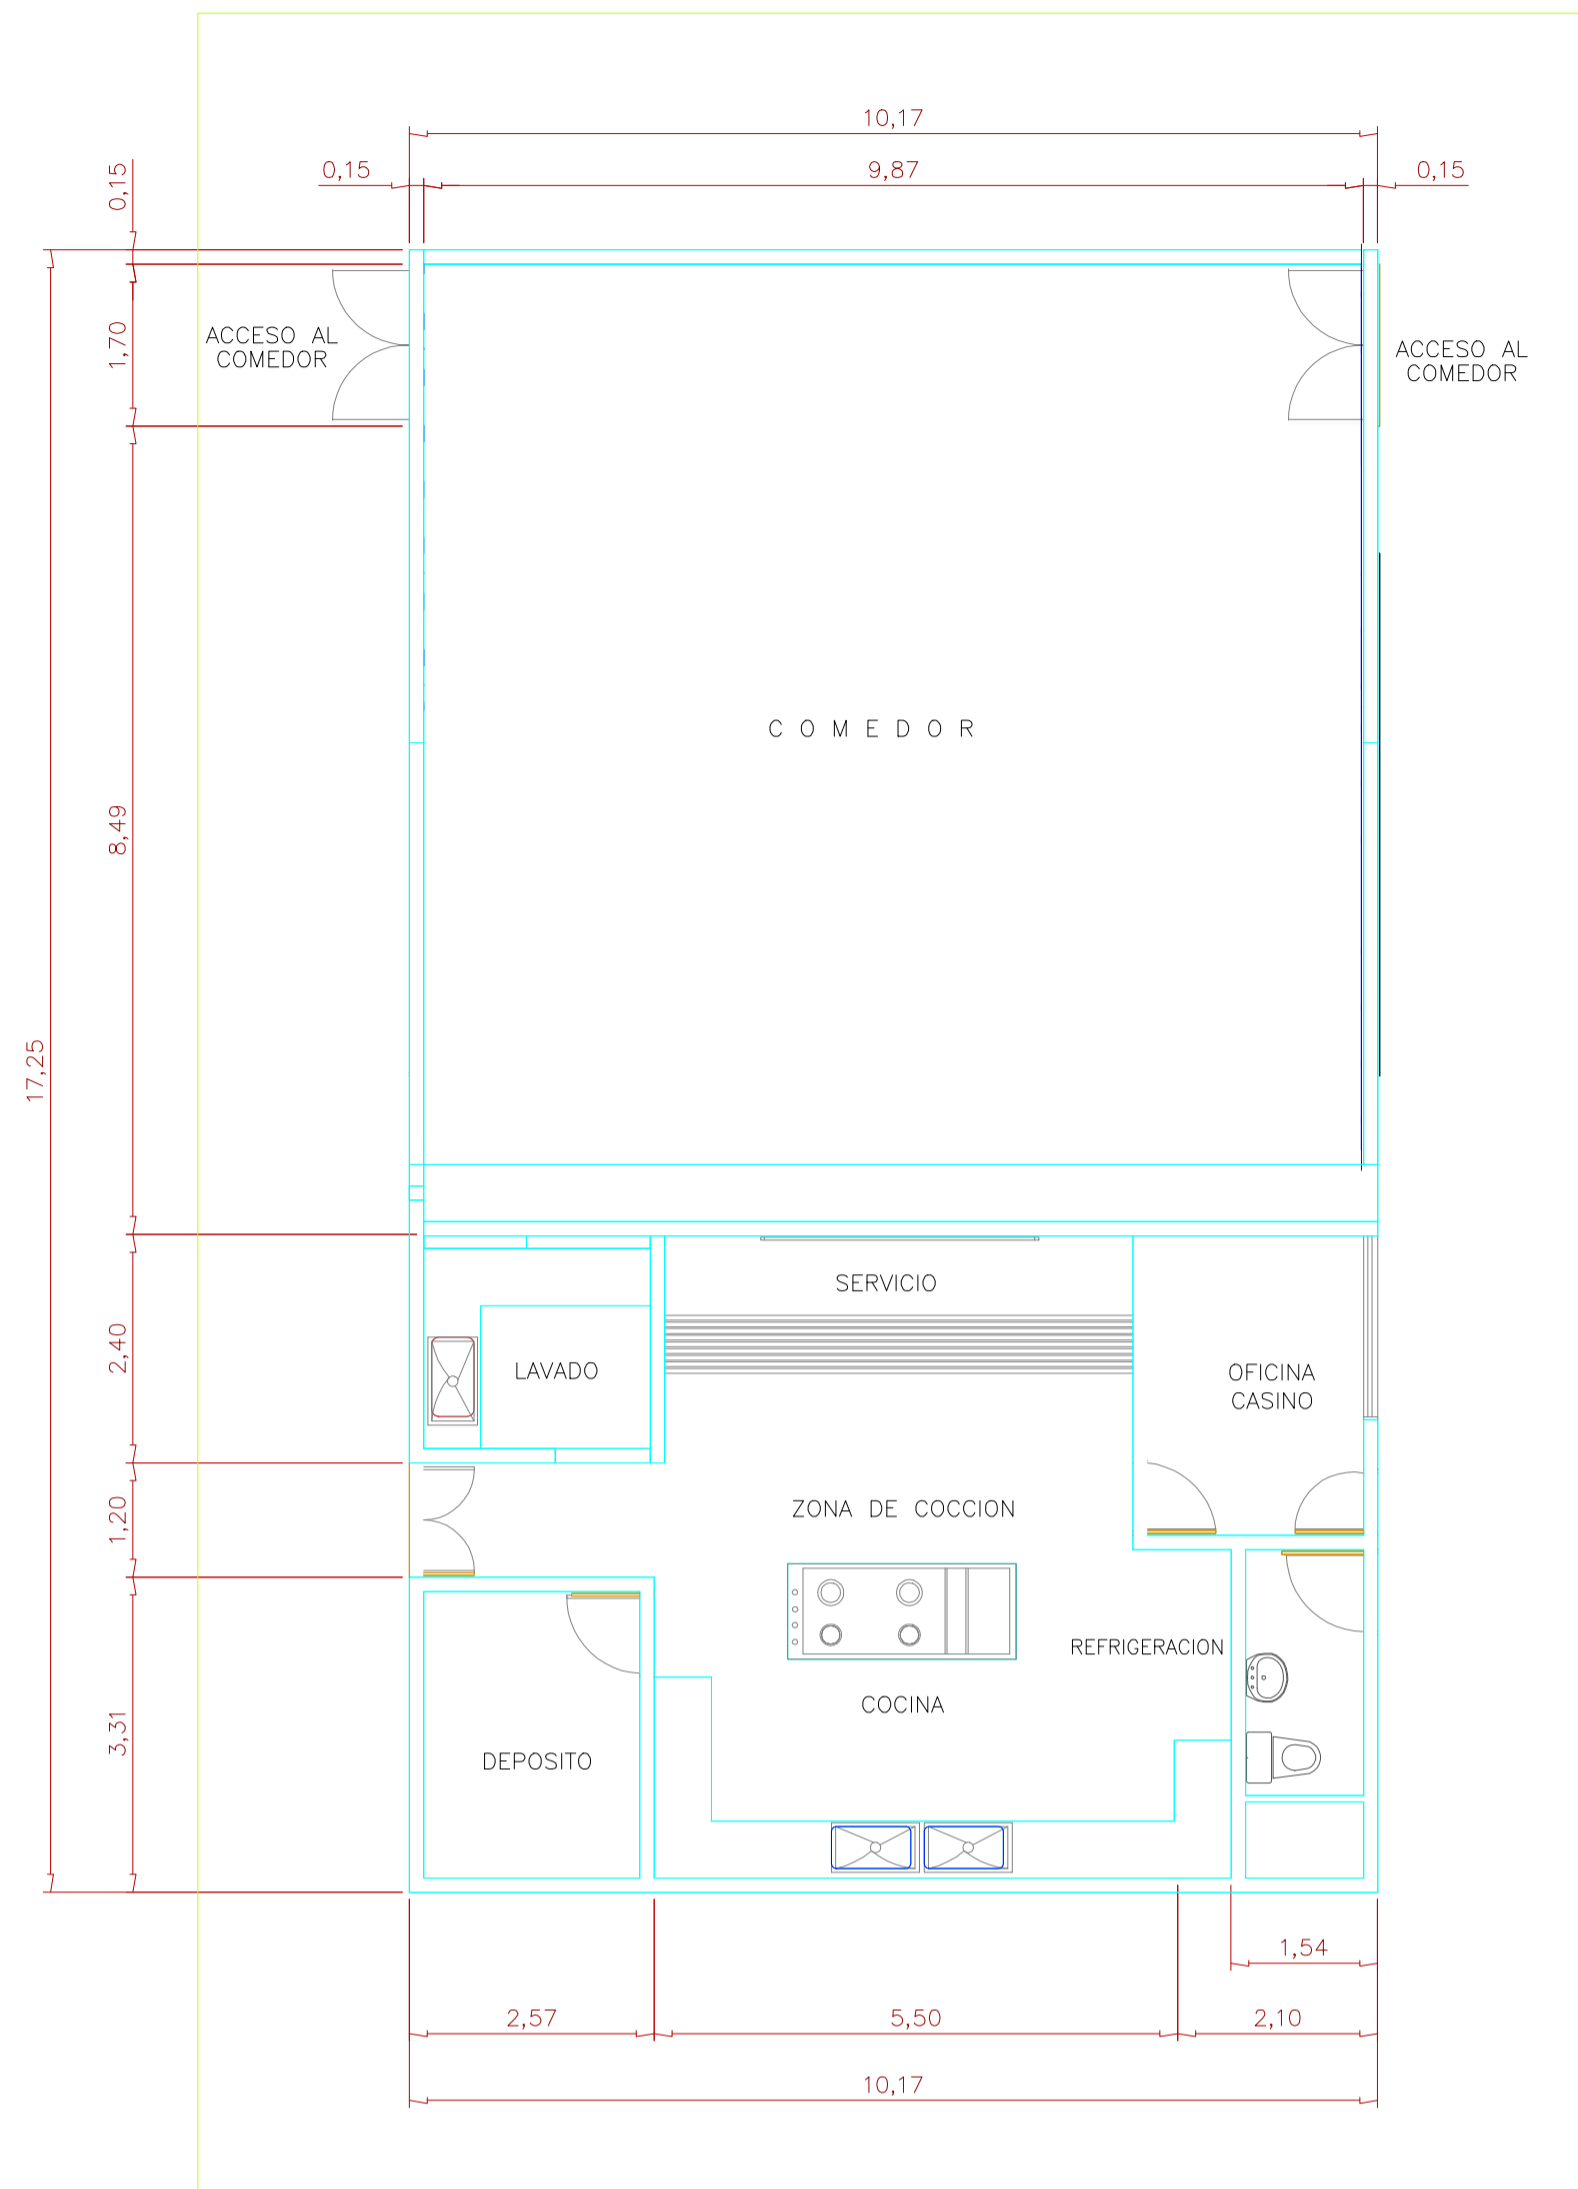 10,17
0,15
9,87
0,15
0,15
1,70
ACCESO AL
COMEDOR
ACCESO AL
COMEDOR
C O M E D O R
8,49
17,25
SERVICIO
2,40
LAVADO
OFICINA
CASINO
1,20
ZONA DE COCCION
REFRIGERACION
COCINA
3,31
DEPOSITO
1,54
2,57
5,50
2,10
10,17